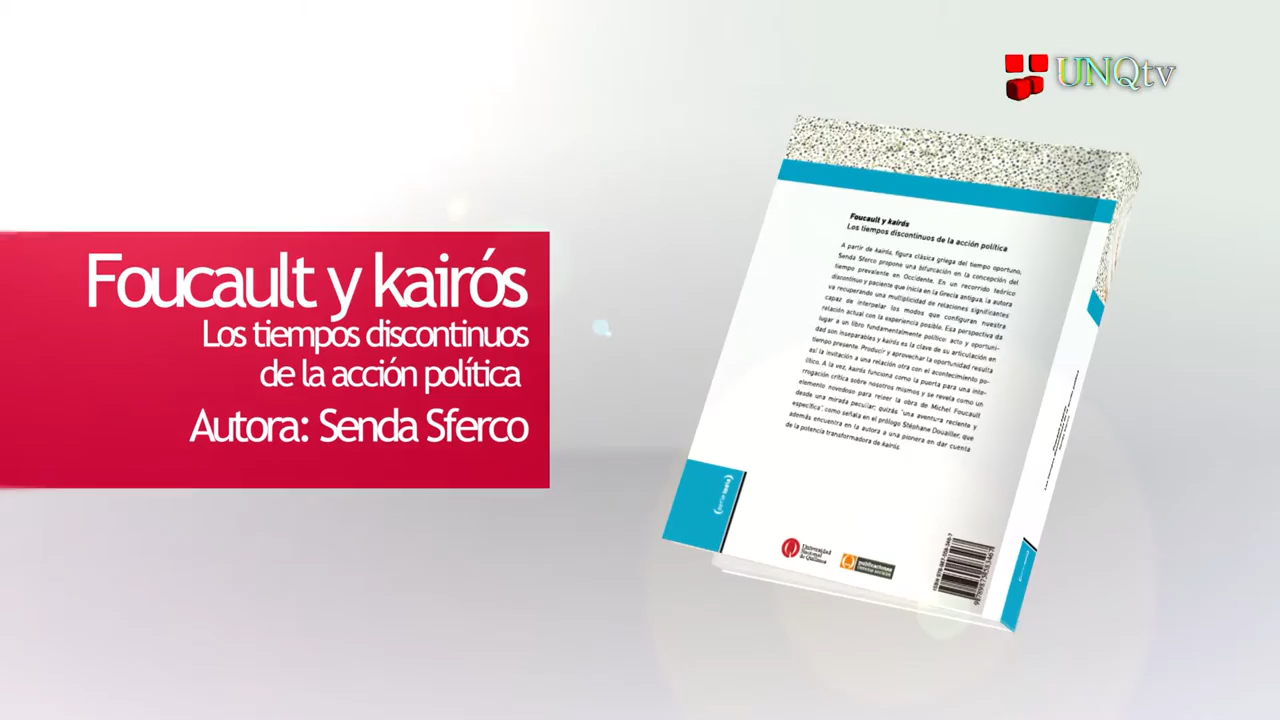 UNQtv
Foucault y kairós
Los tiempos discontinuos
de la acción política
Autora: Senda Sferco
Foucault y kairós
Los tiempos discontinuos de la acción política
A partir de kairós, figura clásica griega del tiempo oportuno,
Senda Sferco propone una bifurcación en la concepción del
tiempo prevalente en Occidente. En un recorrido teórico
discontinuo y paciente que inicia en la Grecia antigua, la autora
va recuperando una multiplicidad de relaciones significantes
capaz de interpelar los modos que configuran nuestra
relación actual con la experiencia posible. Esa perspectiva da
lugar a un libro fundamentalmente político: acto y oportuni-
dad son inseparables y kairós es la clave de su articulación en
tiempo presente. Producir y aprovechar la oportunidad resulta
así la invitación a una relación otra con el acontecimiento po-
lítico. A la vez, kairós funciona como la puerta para una inte-
rrogación crítica sobre nosotros mismos y se revela como un
elemento novedoso para releer la obra de Michel Foucault
desde una mirada peculiar; quizás "una aventura reciente y
específica", como señala en el prólogo Stéphane Douailler, que
además encuentra en la autora a una pionera en dar cuenta
de la potencia transformadora de kairós.
Universidad
Nacional
de Quilmes
publicaciones
ciencias sociales